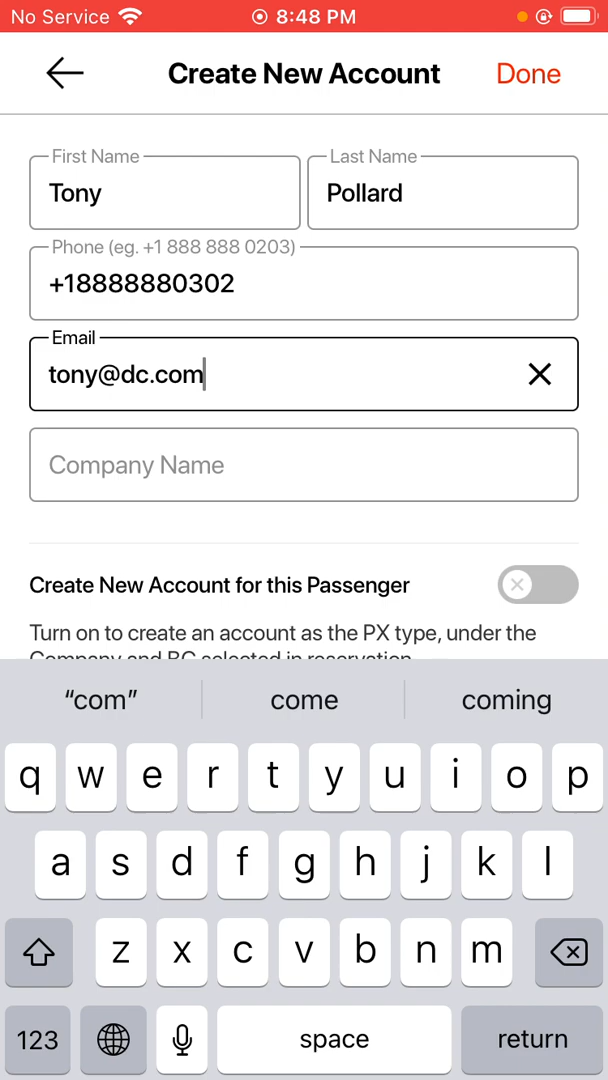 No Service 8:48 PM
Create New Account Done
First Name Last Name
Tony Pollard
Phone (eg. +1 888 888 0203)
+18888880302
Email
tony@dc.com
Company Name
Create New Account for this Passenger
Turn on to create an account as the PX type, under the
Company and BC selected in reservation
“com” come coming
q w e r t y u i o p
a s d f g h j k l
z x c v b n m
123 space return